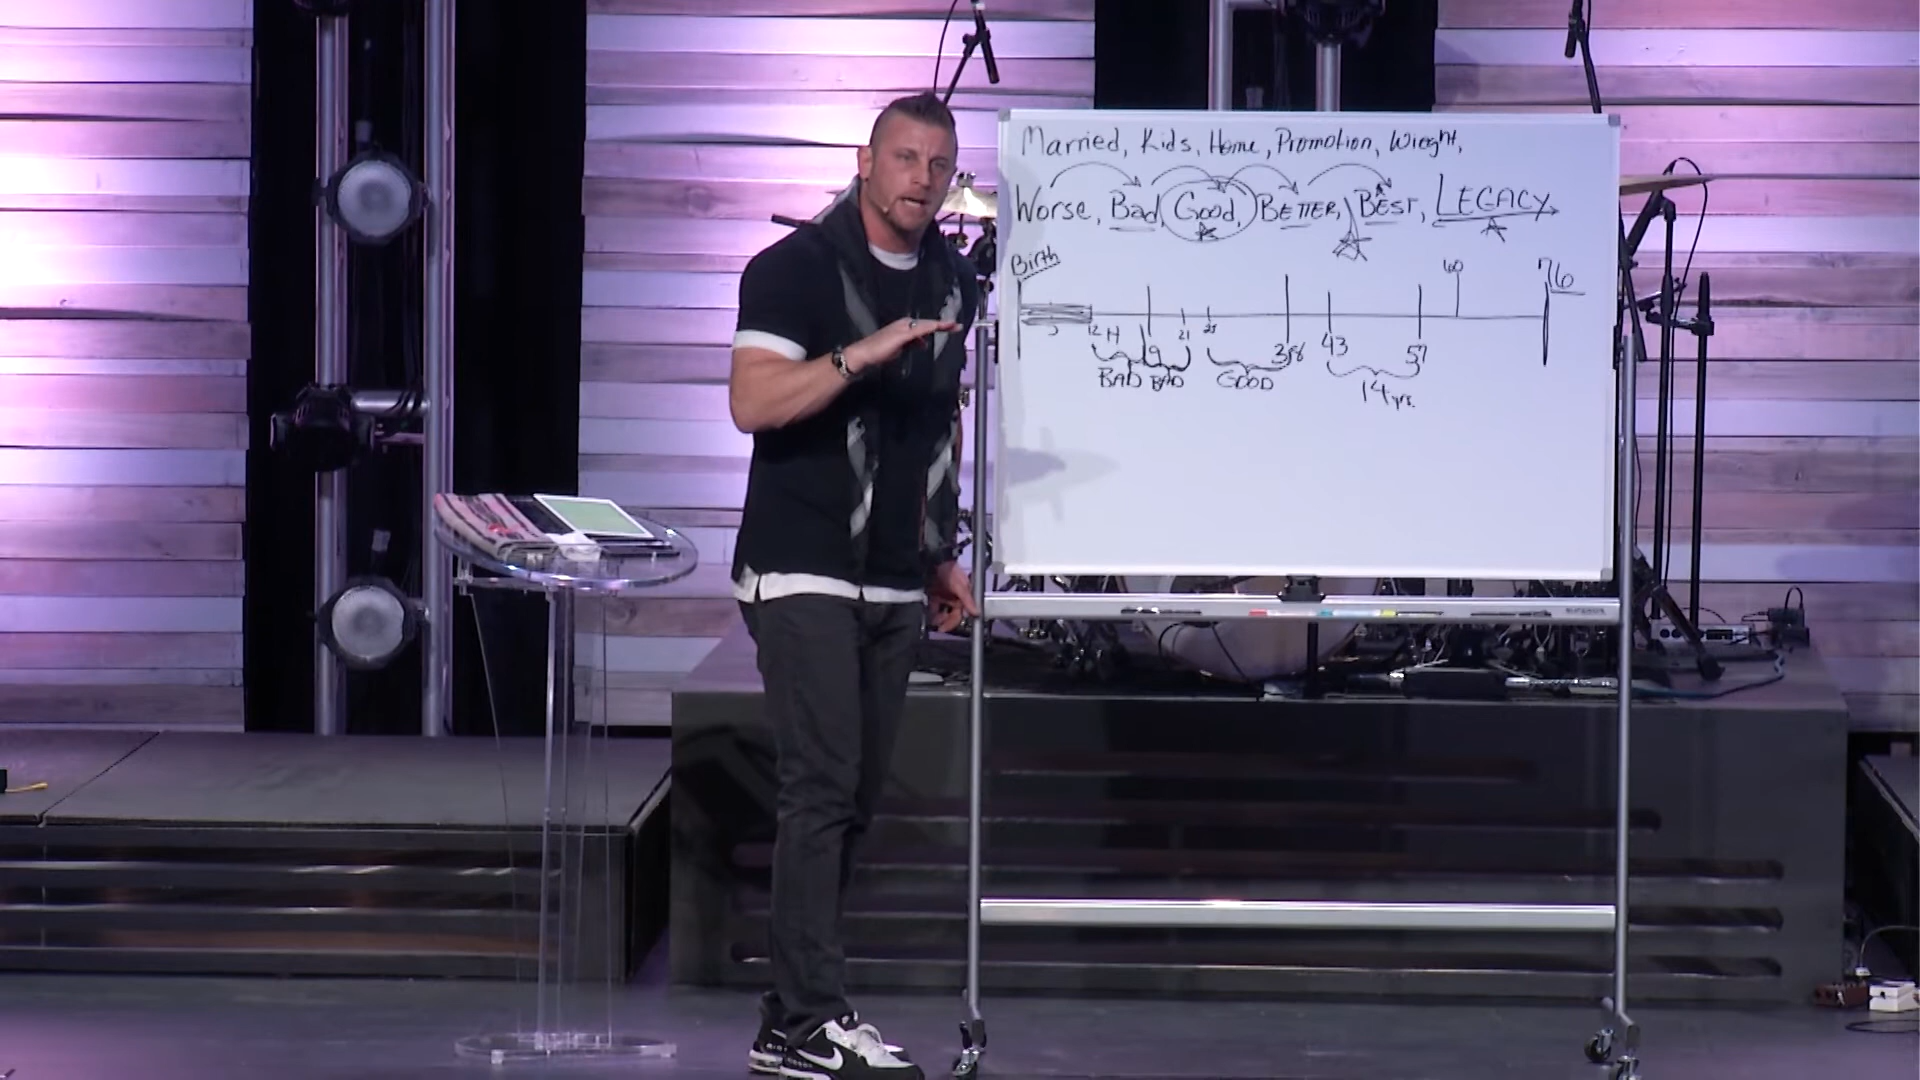 Married, Kids, Home, Promotion, Wieght,
Worse, Bad, Good, BETTER, BEST, LEGACY
Birth
60
76
5 12 14 19 21 25 38 43 57
BAD BAD GOOD
14 yrs.